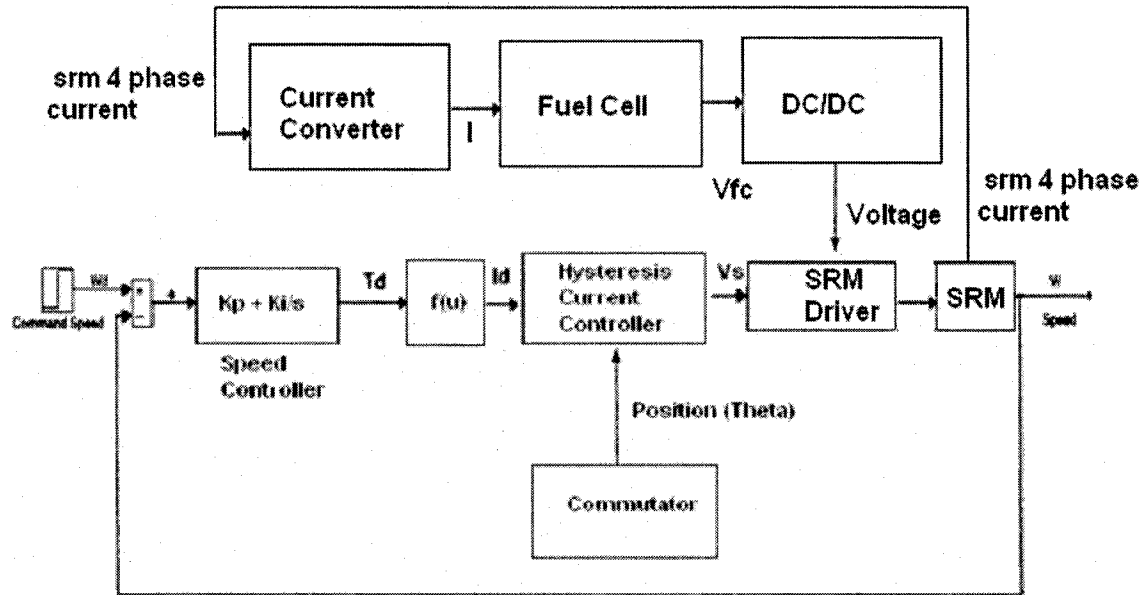 srm 4 phase
current
Current
Converter
I
Fuel Cell
DC/DC
Vfc
Voltage
srm 4 phase
current
Command Speed
+
-
e
Kp + Ki/s
Speed
Controller
Td
f(u)
Id
Hysteresis
Current
Controller
Vs
SRM
Driver
SRM
w
Speed
Position (Theta)
Commutator